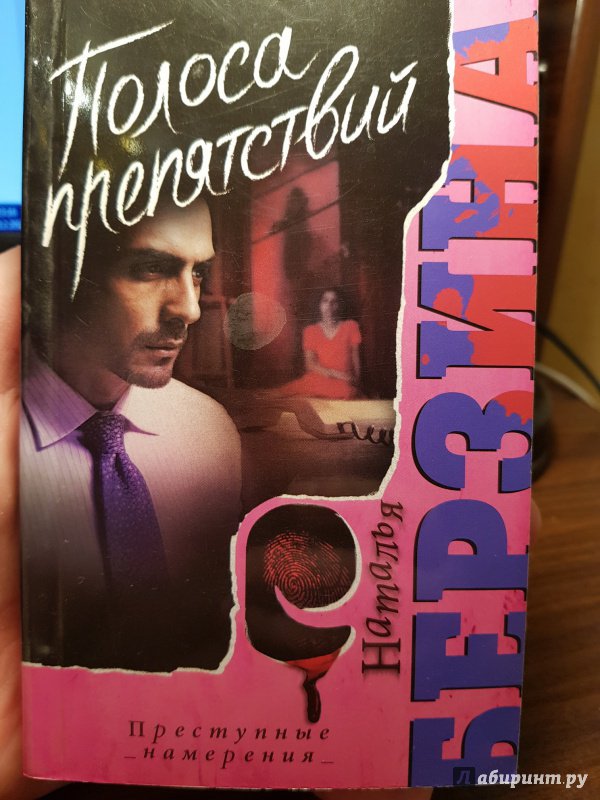 Полоса
препятствий
Наталья
БЕРЗИНА
Преступные
намерения
Лабиринт.ру